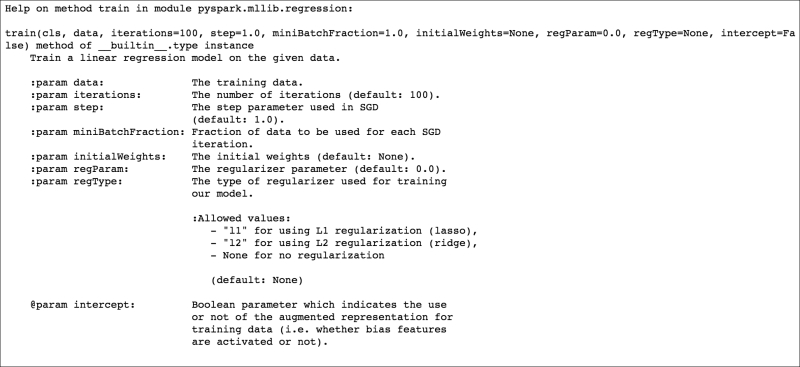 Help on method train in module pyspark.mllib.regression:

train(cls, data, iterations=100, step=1.0, miniBatchFraction=1.0, initialWeights=None, regParam=0.0, regType=None, intercept=Fa
lse) method of __builtin__.type instance
    Train a linear regression model on the given data.

    :param data:              The training data.
    :param iterations:        The number of iterations (default: 100).
    :param step:              The step parameter used in SGD
                              (default: 1.0).
    :param miniBatchFraction: Fraction of data to be used for each SGD
                              iteration.
    :param initialWeights:    The initial weights (default: None).
    :param regParam:          The regularizer parameter (default: 0.0).
    :param regType:           The type of regularizer used for training
                              our model.

                              :Allowed values:
                                 - "l1" for using L1 regularization (lasso),
                                 - "l2" for using L2 regularization (ridge),
                                 - None for no regularization

                                 (default: None)

    @param intercept:         Boolean parameter which indicates the use
                              or not of the augmented representation for
                              training data (i.e. whether bias features
                              are activated or not).